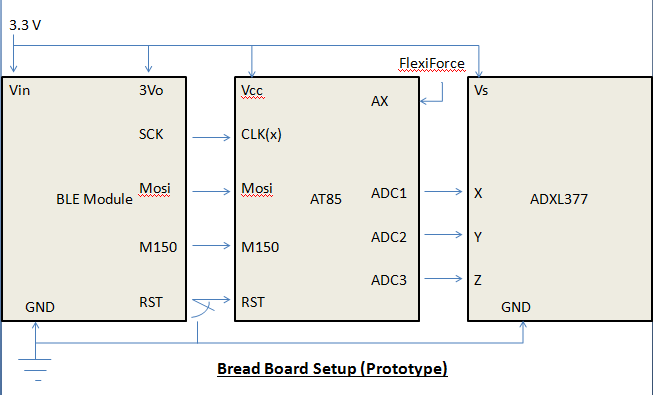 3.3 V
FlexiForce
Vin
3Vo
Vcc
AX
Vs
SCK
CLK(x)
BLE Module
Mosi
Mosi
AT85
ADC1
X
ADXL377
M150
M150
ADC2
Y
ADC3
Z
GND
RST
RST
GND
Bread Board Setup (Prototype)